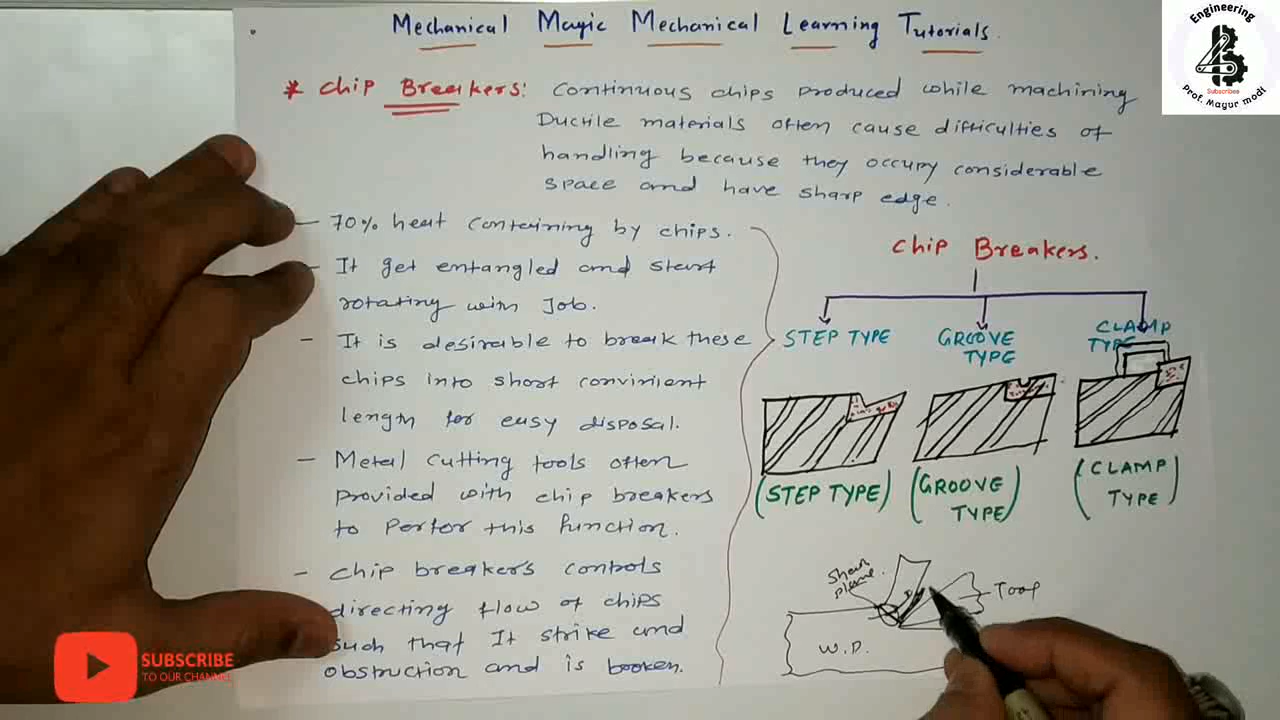 Mechanical Magic Mechanical Learning Tutorials.
* Chip Breakers: Continuous chips produced while machining
Ductile materials often cause difficulties of
handling because they occupy considerable
space and have sharp edge.
- 70% heat containing by chips.
- It get entangled and start
rotating with Job.
- It is desirable to break these
chips into short convinient
length for easy disposal.
- Metal cutting tools often
provided with chip breakers
to perfor this function.
- chip breakers controls
directing flow of chips
such that It strike and
obstruction and is booken.
Chip Breakers.
STEP TYPE
GROOVE
TYPE
CLAMP
TYPE
(STEP TYPE)
(GROOVE
TYPE)
(CLAMP
TYPE)
Shear
plane.
Tool
W.P.
Engineering
4
Subscribes
Prof. Mayur modi
SUBSCRIBE
TO OUR CHANNEL